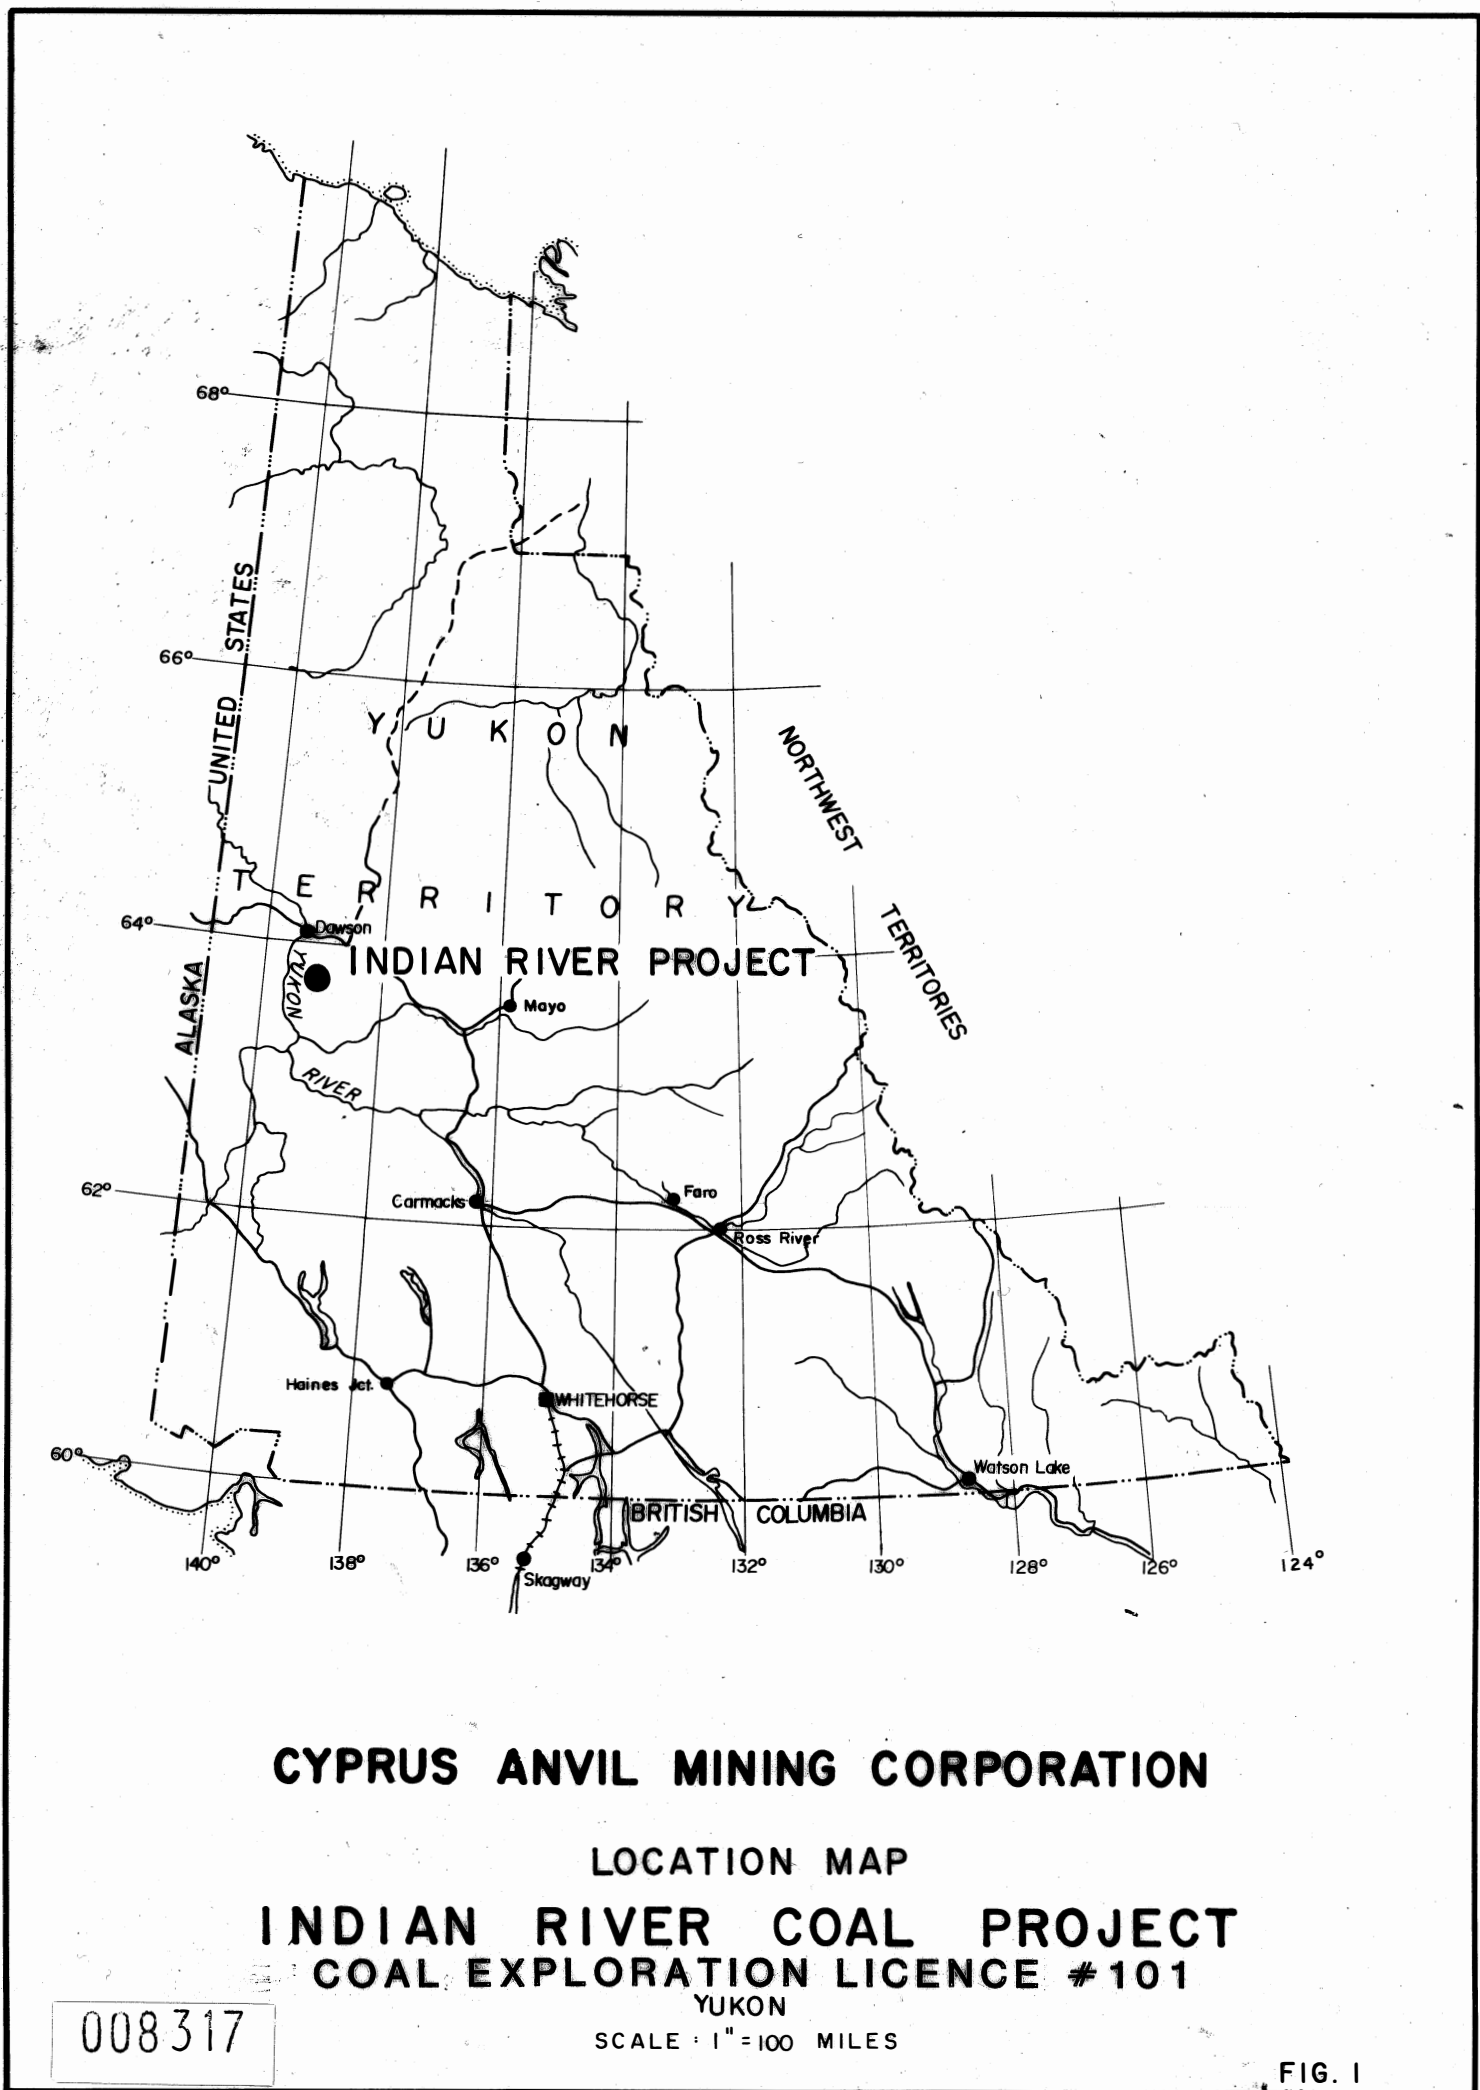 68°
UNITED STATES
66°
YUKON
NORTHWEST
TERRITORY
64°
Dawson
INDIAN RIVER PROJECT
TERRITORIES
YUKON
ALASKA
Mayo
RIVER
62°
Carmacks
Faro
Ross River
Haines Jct.
WHITEHORSE
60°
Watson Lake
BRITISH COLUMBIA
140° 138° 136° 134° 132° 130° 128° 126° 124°
Skagway
CYPRUS ANVIL MINING CORPORATION
LOCATION MAP
INDIAN RIVER COAL PROJECT
COAL EXPLORATION LICENCE #101
YUKON
SCALE : 1"=100 MILES
008317
FIG. 1